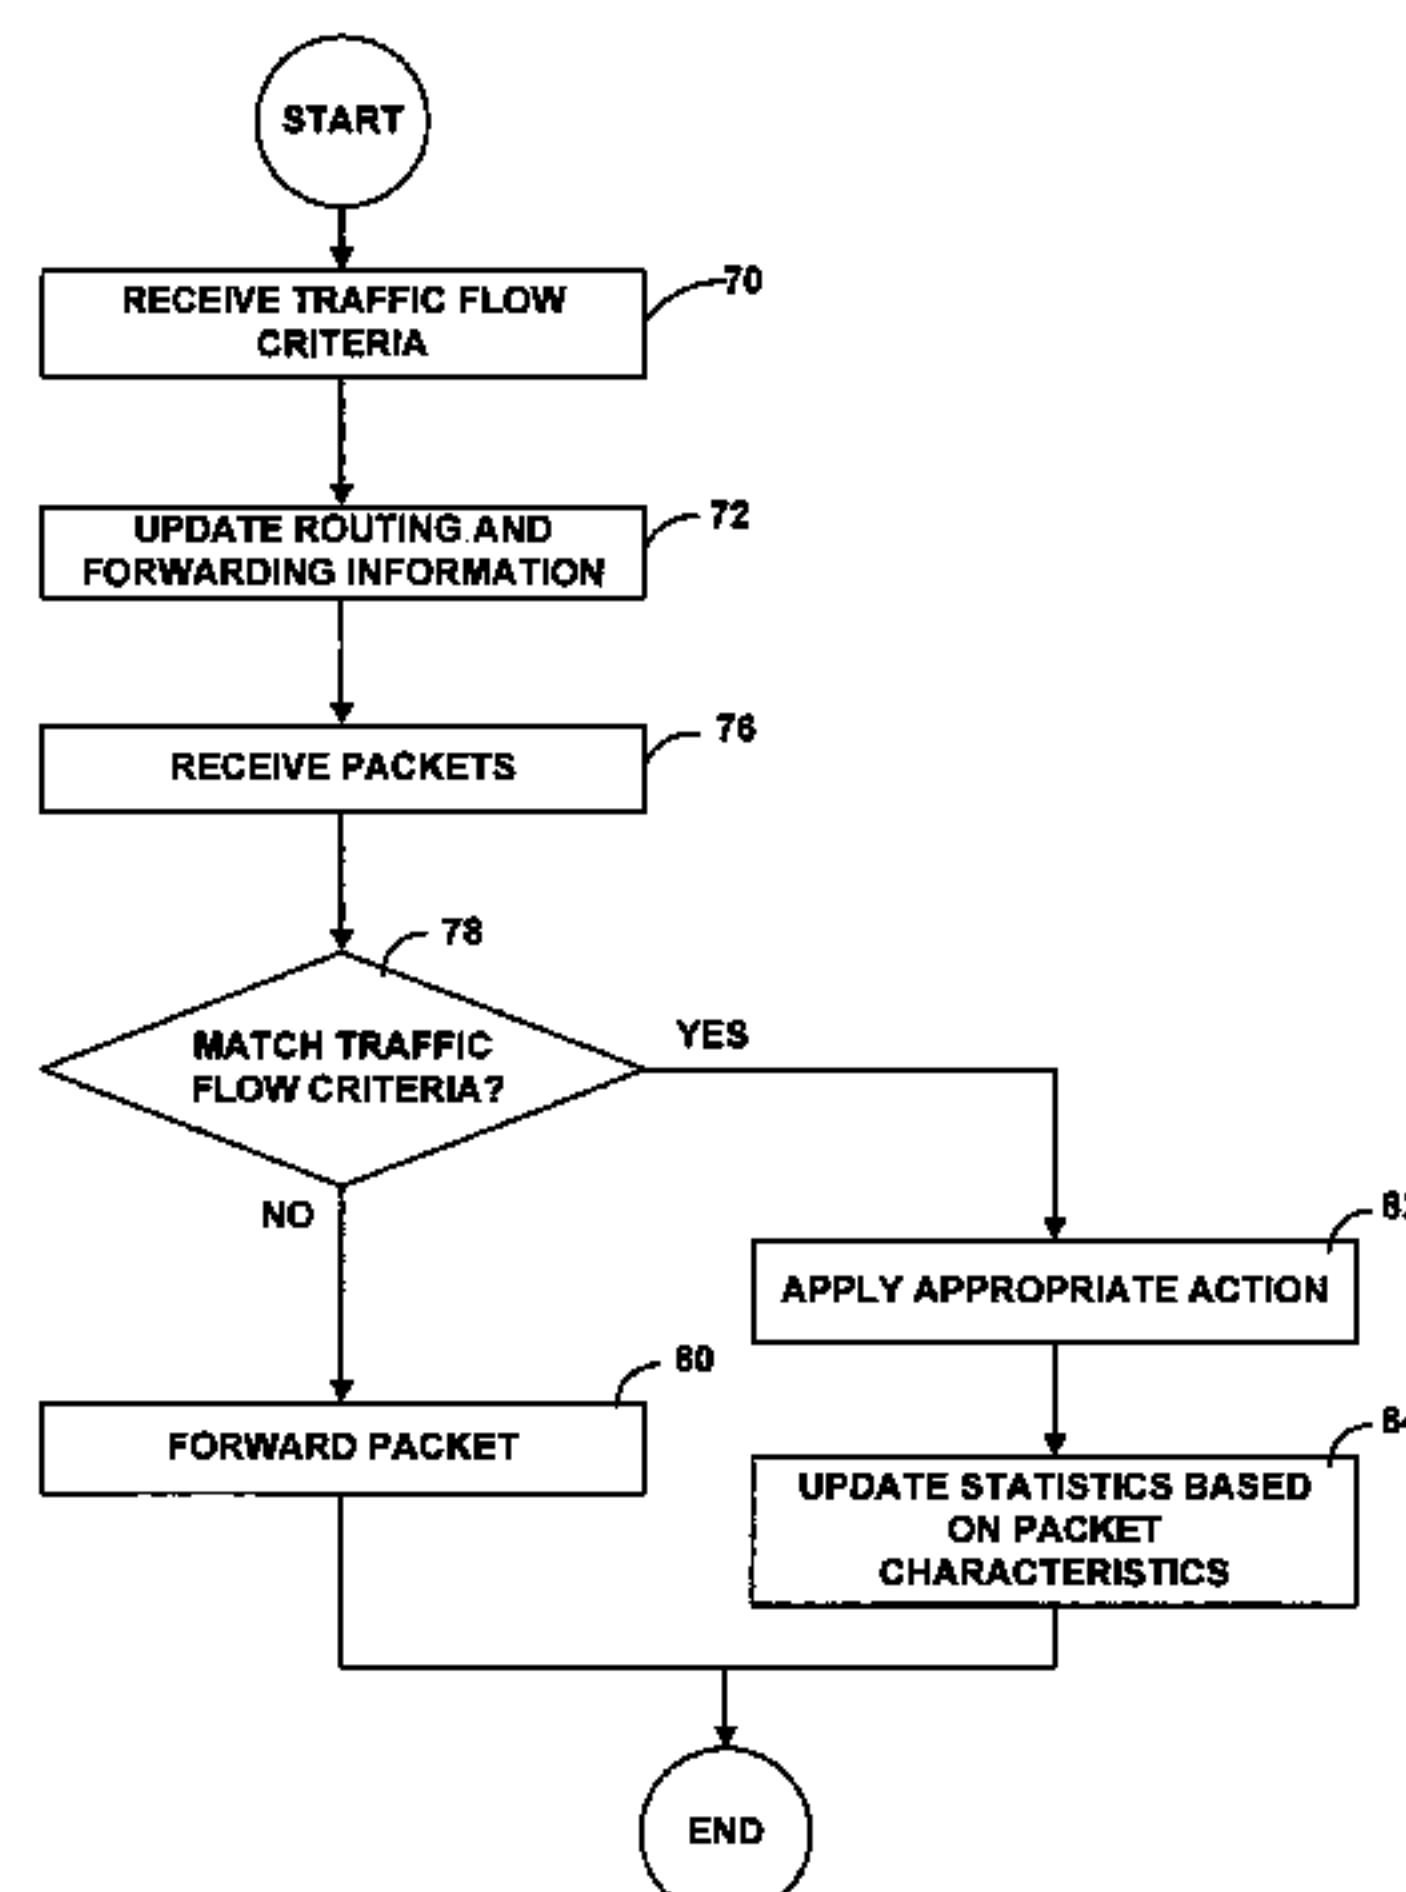 START
RECEIVE TRAFFIC FLOW
CRITERIA
70
UPDATE ROUTING AND
FORWARDING INFORMATION
72
RECEIVE PACKETS
76
78
MATCH TRAFFIC
FLOW CRITERIA?
YES
NO
APPLY APPROPRIATE ACTION
80
FORWARD PACKET
84
UPDATE STATISTICS BASED
ON PACKET
CHARACTERISTICS
END